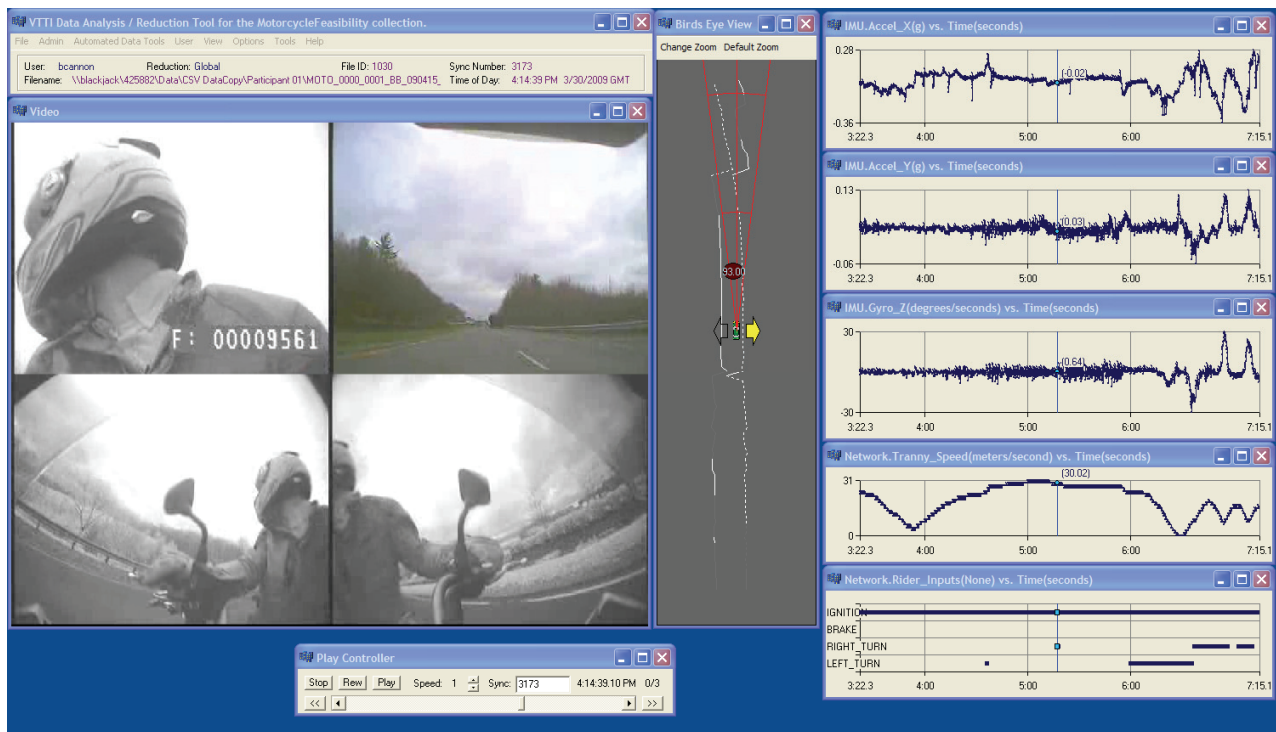 VTTI Data Analysis / Reduction Tool for the MotorcycleFeasibility collection.
File Admin Automated Data Tools User View Options Tools Help
User: bcannon Reduction: Global File ID: 1030 Sync Number: 3173
Filename: \\blackjack\425882\Data\CSV DataCopy\Participant 01\MOTO_0000_0001_BB_090415_ Time of Day: 4:14:39 PM 3/30/2009 GMT
Video
F: 00009561
Play Controller
Stop Rew Play Speed: 1 Sync: 3173 4:14:39.10 PM 0/3
<< >>
Birds Eye View
Change Zoom Default Zoom
93.00
IMU.Accel_X(g) vs. Time(seconds)
0.28
(-0.02)
-0.36
3:22.3 4:00 5:00 6:00 7:15.1
IMU.Accel_Y(g) vs. Time(seconds)
0.13
(0.03)
-0.06
3:22.3 4:00 5:00 6:00 7:15.1
IMU.Gyro_Z(degrees/seconds) vs. Time(seconds)
30
(0.64)
-30
3:22.3 4:00 5:00 6:00 7:15.1
Network.Tranny_Speed(meters/second) vs. Time(seconds)
(30.02)
31
0
3:22.3 4:00 5:00 6:00 7:15.1
Network.Rider_Inputs(None) vs. Time(seconds)
IGNITION
BRAKE
RIGHT_TURN
LEFT_TURN
3:22.3 4:00 5:00 6:00 7:15.1